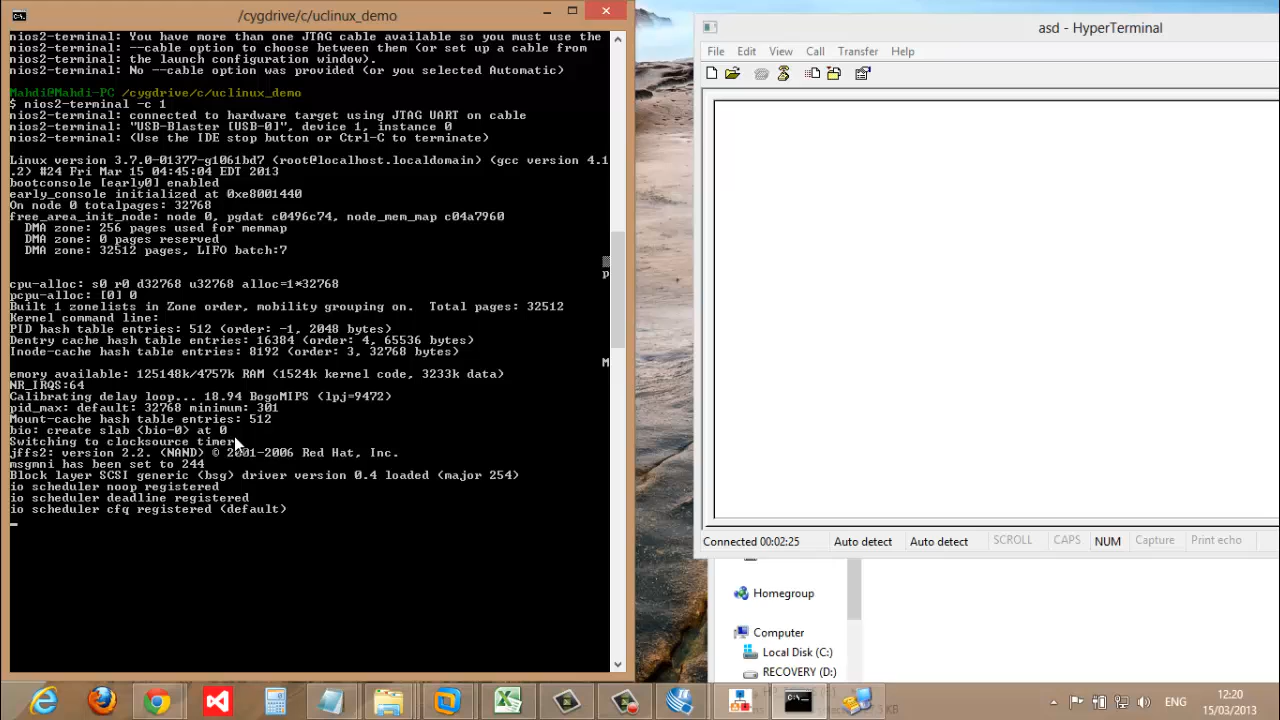 /cygdrive/c/uclinux_demo
nios2-terminal: You have more than one JTAG cable available so you must use the
nios2-terminal: --cable option to choose between them (or set up a cable from
nios2-terminal: the launch configuration window).
nios2-terminal: No --cable option was provided (or you selected Automatic)
Mahdi@Mahdi-PC /cygdrive/c/uclinux_demo
$ nios2-terminal -c 1
nios2-terminal: connected to hardware target using JTAG UART on cable
nios2-terminal: "USB-Blaster [USB-0]", device 1, instance 0
nios2-terminal: (Use the IDE stop button or Ctrl-C to terminate)
Linux version 3.7.0-01377-g1061bd7 (root@localhost.localdomain) (gcc version 4.1
.2) #24 Fri Mar 15 04:45:04 EDT 2013
bootconsole [early0] enabled
early_console initialized at 0xe8001440
On node 0 totalpages: 32768
free_area_init_node: node 0, pgdat c0496c74, node_mem_map c04a7960
DMA zone: 256 pages used for memmap
DMA zone: 0 pages reserved
DMA zone: 32512 pages, LIFO batch:7
p
cpu-alloc: s0 r0 d32768 u32768 alloc=1*32768
pcpu-alloc: [0] 0
Built 1 zonelists in Zone order, mobility grouping on.  Total pages: 32512
Kernel command line:
PID hash table entries: 512 (order: -1, 2048 bytes)
Dentry cache hash table entries: 16384 (order: 4, 65536 bytes)
Inode-cache hash table entries: 8192 (order: 3, 32768 bytes)
M
emory available: 125148k/4757k RAM (1524k kernel code, 3233k data)
NR_IRQS:64
Calibrating delay loop... 18.94 BogoMIPS (lpj=9472)
pid_max: default: 32768 minimum: 301
Mount-cache hash table entries: 512
bio: create slab <bio-0> at 0
Switching to clocksource timer
jffs2: version 2.2. (NAND) © 2001-2006 Red Hat, Inc.
msgmni has been set to 244
Block layer SCSI generic (bsg) driver version 0.4 loaded (major 254)
io scheduler noop registered
io scheduler deadline registered
io scheduler cfq registered (default)
asd - HyperTerminal
File Edit View Call Transfer Help
Connected 00:02:25 Auto detect Auto detect SCROLL CAPS NUM Capture Print echo
Homegroup
Computer
Local Disk (C:)
RECOVERY (D:)
ENG
12:20
15/03/2013